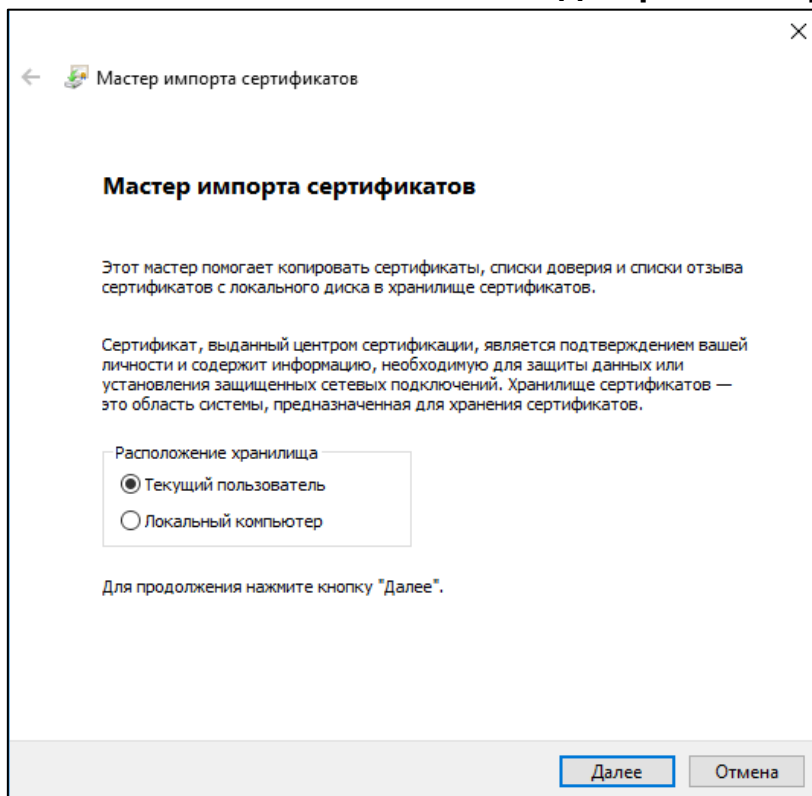 Мастер импорта сертификатов
Мастер импорта сертификатов
Этот мастер помогает копировать сертификаты, списки доверия и списки отзыва
сертификатов с локального диска в хранилище сертификатов.
Сертификат, выданный центром сертификации, является подтверждением вашей
личности и содержит информацию, необходимую для защиты данных или
установления защищенных сетевых подключений. Хранилище сертификатов —
это область системы, предназначенная для хранения сертификатов.
Расположение хранилища
Текущий пользователь
Локальный компьютер
Для продолжения нажмите кнопку "Далее".
Далее Отмена